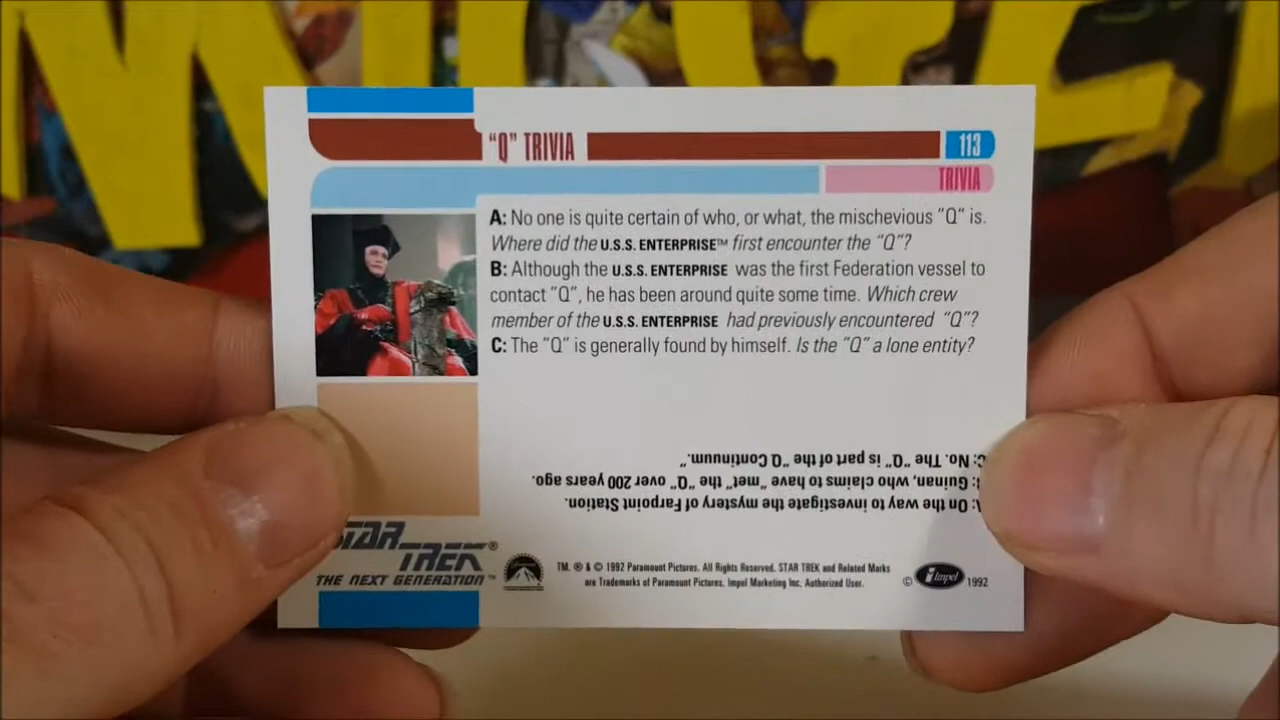 "Q" TRIVIA
113
TRIVIA
A: No one is quite certain of who, or what, the mischevious "Q" is.
Where did the U.S.S. ENTERPRISE™ first encounter the "Q"?
B: Although the U.S.S. ENTERPRISE was the first Federation vessel to
contact "Q", he has been around quite some time. Which crew
member of the U.S.S. ENTERPRISE had previously encountered "Q"?
C: The "Q" is generally found by himself. Is the "Q" a lone entity?
A: On the way to investigate the mystery of Farpoint Station.
: Guinan, who claims to have "met" the "Q" over 200 years ago.
C: No. The "Q" is part of the "Q Continuum".
STAR
TREK®
THE NEXT GENERATION™
TM. ® & © 1992 Paramount Pictures. All Rights Reserved. STAR TREK and Related Marks
are Trademarks of Paramount Pictures. Impel Marketing Inc. Authorized User.
© Impel 1992